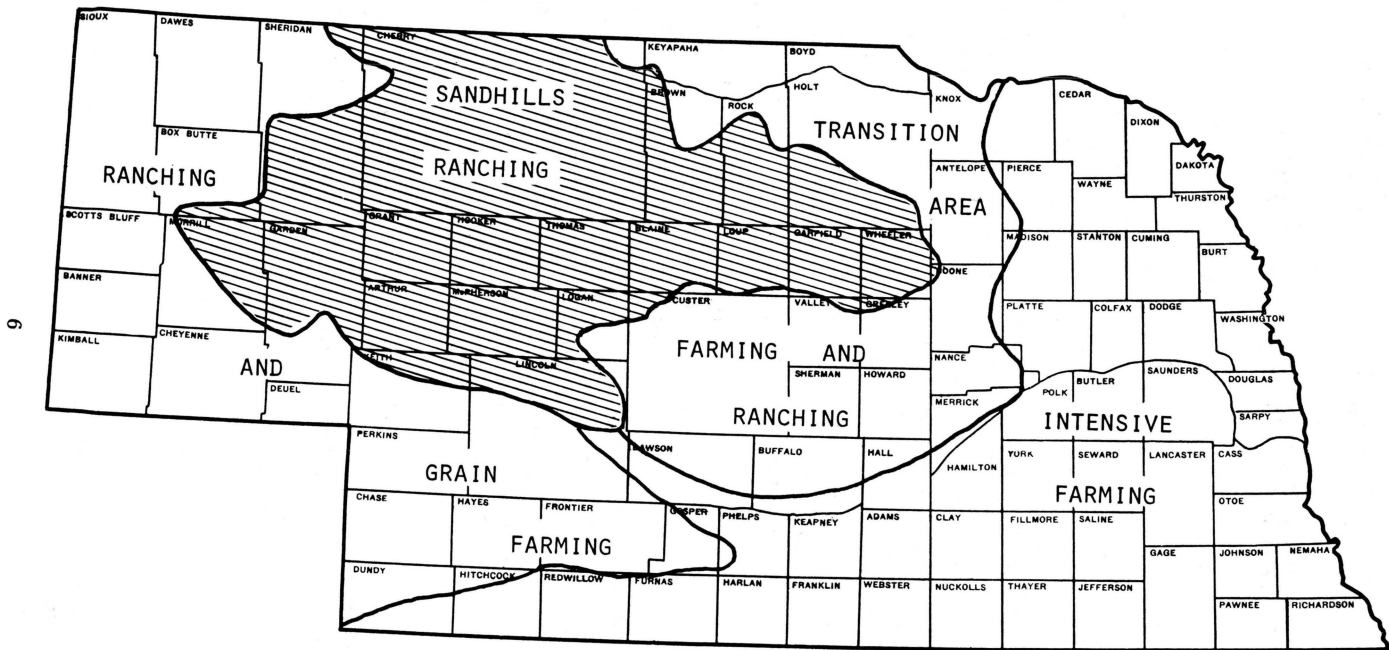 SIOUX
DAWES
SHERIDAN
CHERRY
KEYAPAHA
BOYD
BROWN
ROCK
HOLT
KNOX
CEDAR
DIXON
DAKOTA
SANDHILLS
TRANSITION
BOX BUTTE
RANCHING
RANCHING
ANTELOPE
PIERCE
WAYNE
THURSTON
AREA
SCOTTS BLUFF
MORRILL
GARDEN
GRANT
HOOKER
THOMAS
BLAINE
LOUP
GARFIELD
WHEELER
MADISON
STANTON
CUMING
BURT
BANNER
ARTHUR
McPHERSON
LOGAN
CUSTER
VALLEY
GREELEY
BOONE
PLATTE
COLFAX
DODGE
WASHINGTON
6
KIMBALL
CHEYENNE
AND
DEUEL
KEITH
LINCOLN
FARMING AND
SHERMAN
HOWARD
NANCE
MERRICK
POLK
BUTLER
SAUNDERS
DOUGLAS
SARPY
RANCHING
INTENSIVE
PERKINS
GRAIN
DAWSON
BUFFALO
HALL
HAMILTON
YORK
SEWARD
LANCASTER
CASS
FARMING
OTOE
CHASE
HAYES
FRONTIER
GOSPER
PHELPS
KEAPNEY
ADAMS
CLAY
FILLMORE
SALINE
FARMING
GAGE
JOHNSON
NEMAHA
DUNDY
HITCHCOCK
REDWILLOW
FURNAS
HARLAN
FRANKLIN
WEBSTER
NUCKOLLS
THAYER
JEFFERSON
PAWNEE
RICHARDSON